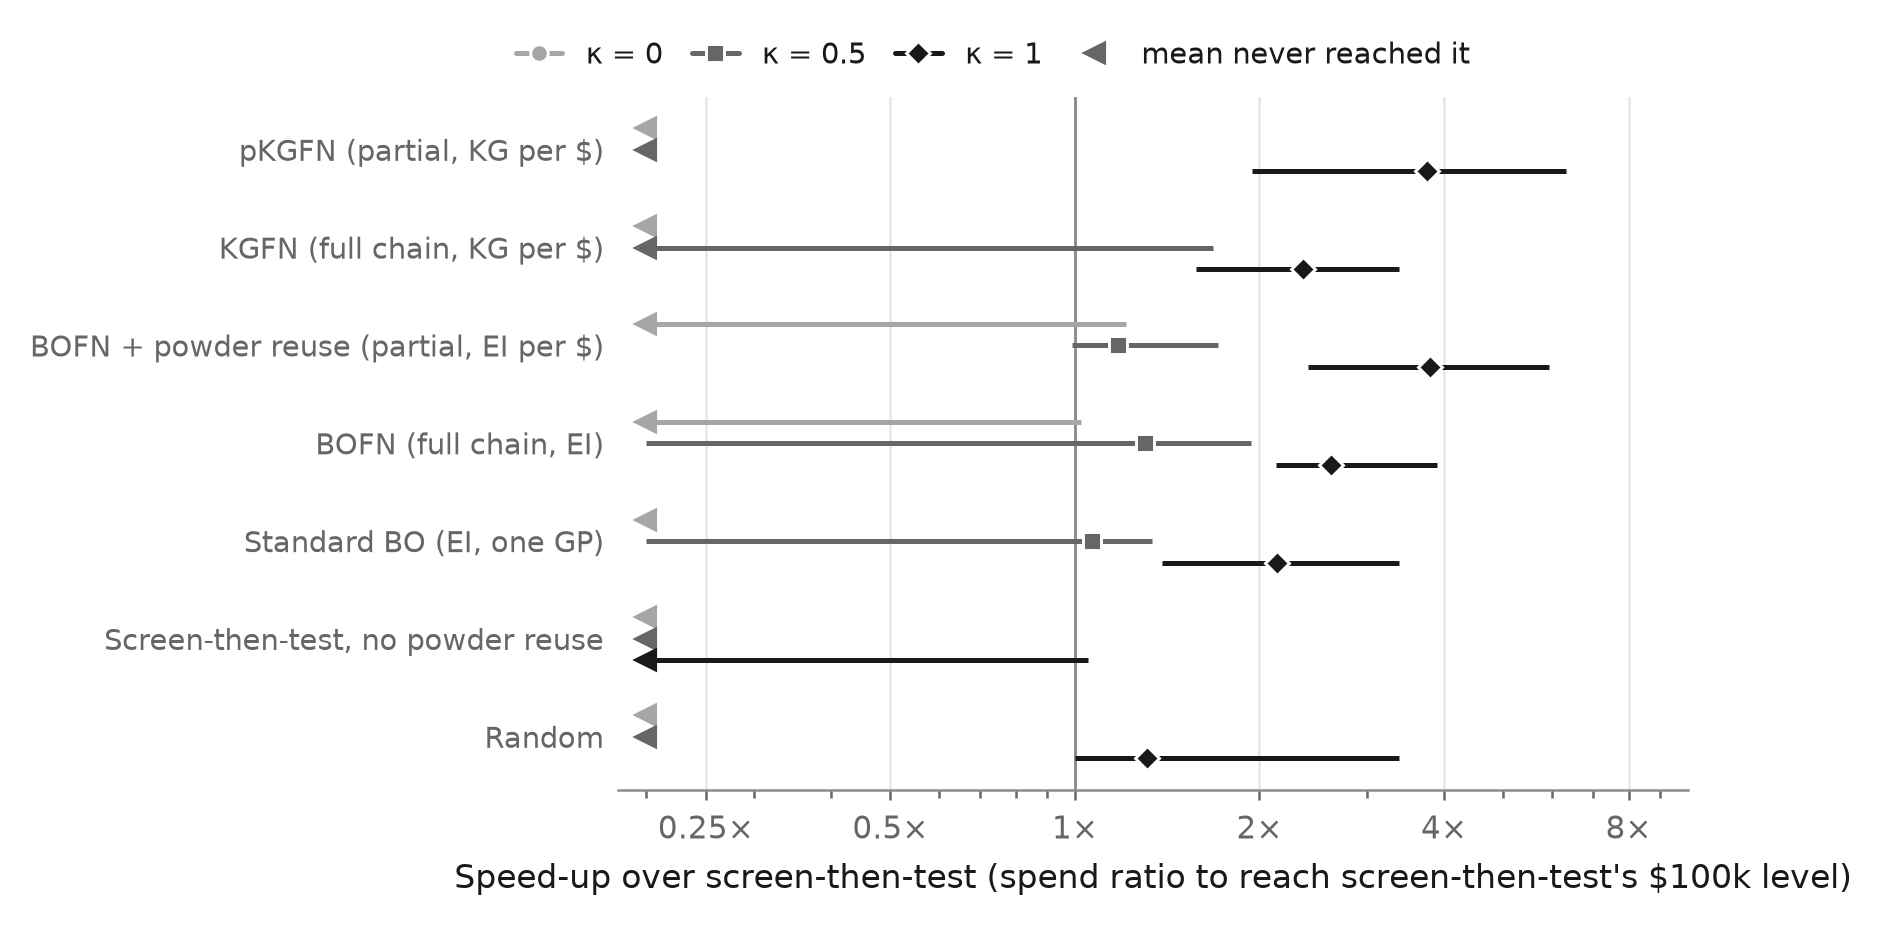 κ = 0 κ = 0.5 κ = 1 mean never reached it
pKGFN (partial, KG per $)
KGFN (full chain, KG per $)
BOFN + powder reuse (partial, EI per $)
BOFN (full chain, EI)
Standard BO (EI, one GP)
Screen-then-test, no powder reuse
Random
0.25× 0.5× 1× 2× 4× 8×
Speed-up over screen-then-test (spend ratio to reach screen-then-test's $100k level)